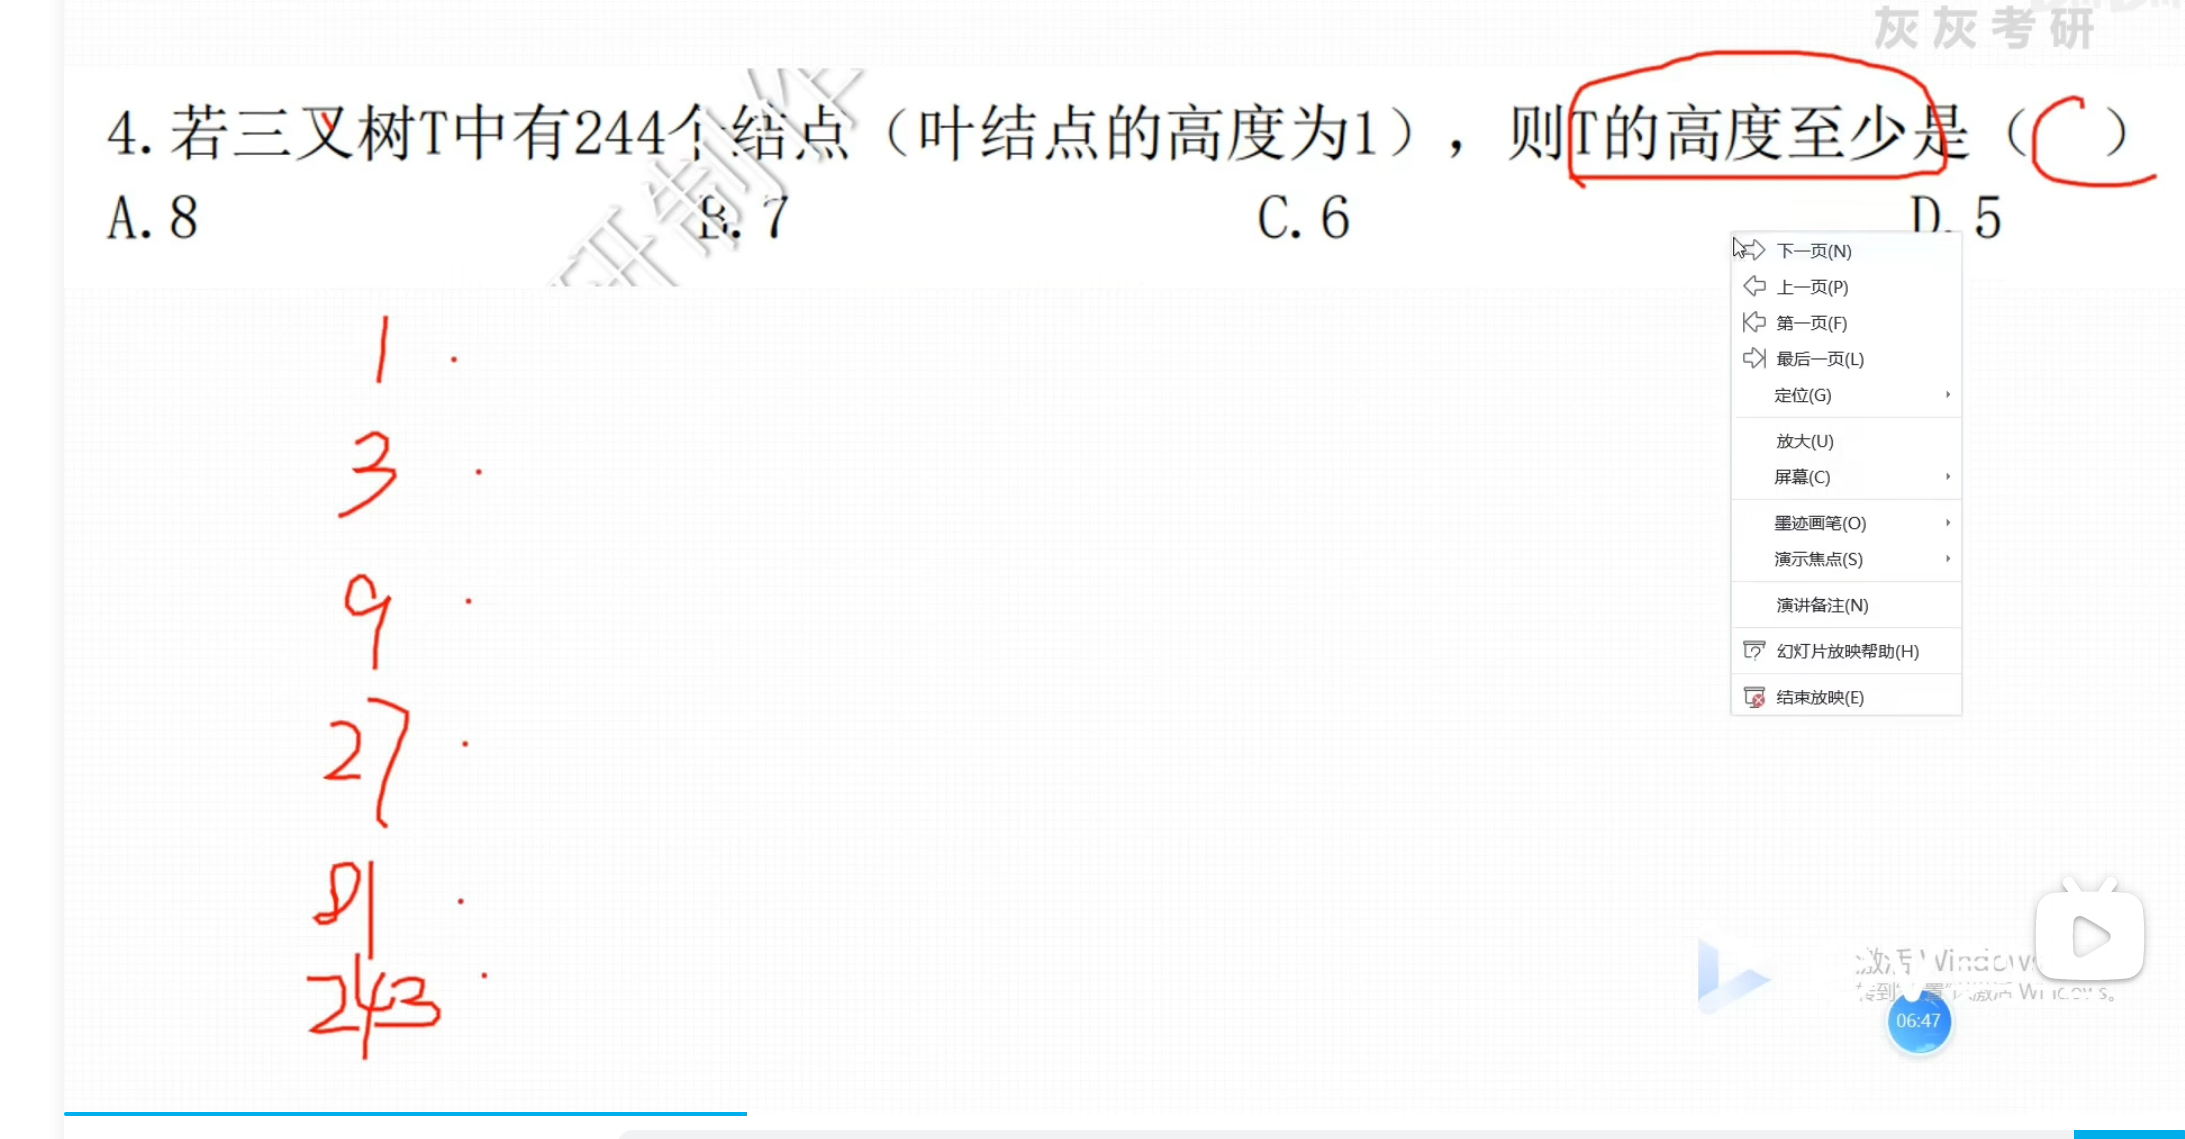 灰灰考研
4.若三叉树T中有244个结点（叶结点的高度为1），则T的高度至少是（C）
A.8 B.7 C.6 D.5
研制作
下一页(N)
上一页(P)
第一页(F)
最后一页(L)
定位(G)
放大(U)
屏幕(C)
墨迹画笔(O)
演示焦点(S)
演讲备注(N)
幻灯片放映帮助(H)
结束放映(E)
1
3
9
27
81
243
激活 Windows
转到 置 以激活 Windows。
06:47